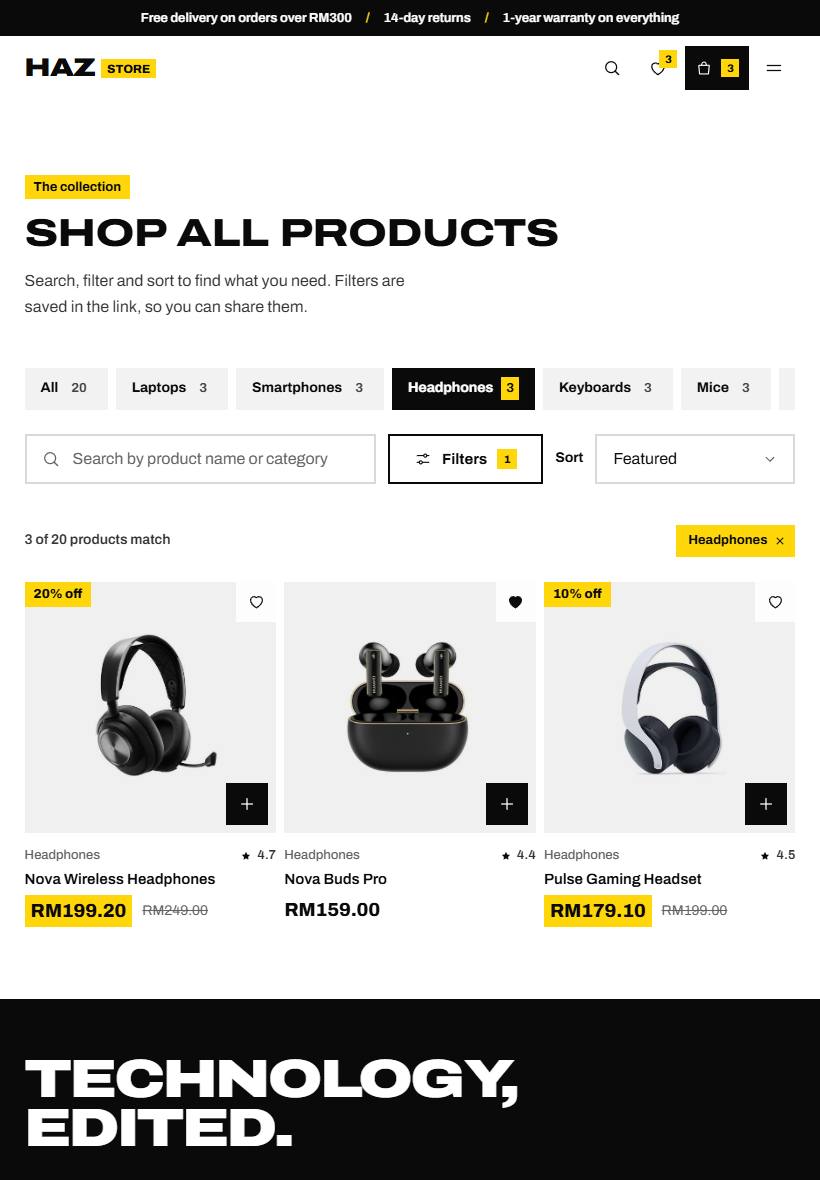 Free delivery on orders over RM300 / 14-day returns / 1-year warranty on everything
HAZ STORE
3
3
The collection
SHOP ALL PRODUCTS
Search, filter and sort to find what you need. Filters are
saved in the link, so you can share them.
All 20 Laptops 3 Smartphones 3 Headphones 3 Keyboards 3 Mice 3
Search by product name or category Filters 1 Sort Featured
3 of 20 products match Headphones ×
20% off 10% off
Headphones ★ 4.7 Headphones ★ 4.4 Headphones ★ 4.5
Nova Wireless Headphones Nova Buds Pro Pulse Gaming Headset
RM199.20 RM249.00 RM159.00 RM179.10 RM199.00
TECHNOLOGY,
EDITED.